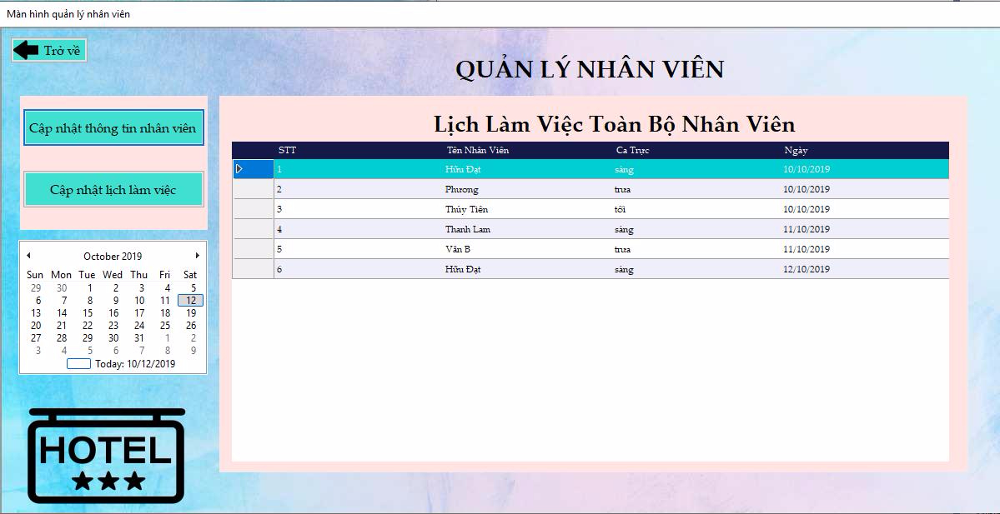 Màn hình quản lý nhân viên
Trở về
QUẢN LÝ NHÂN VIÊN
Cập nhật thông tin nhân viên
Cập nhật lịch làm việc
October 2019
Sun Mon Tue Wed Thu Fri Sat
29 30 1 2 3 4 5
6 7 8 9 10 11 12
13 14 15 16 17 18 19
20 21 22 23 24 25 26
27 28 29 30 31 1 2
3 4 5 6 7 8 9
Today: 10/12/2019
HOTEL
Lịch Làm Việc Toàn Bộ Nhân Viên
STT Tên Nhân Viên Ca Trực Ngày
1 Hữu Đạt sáng 10/10/2019
2 Phương trưa 10/10/2019
3 Thủy Tiên tối 10/10/2019
4 Thanh Lam sáng 11/10/2019
5 Văn B trưa 11/10/2019
6 Hữu Đạt sáng 12/10/2019